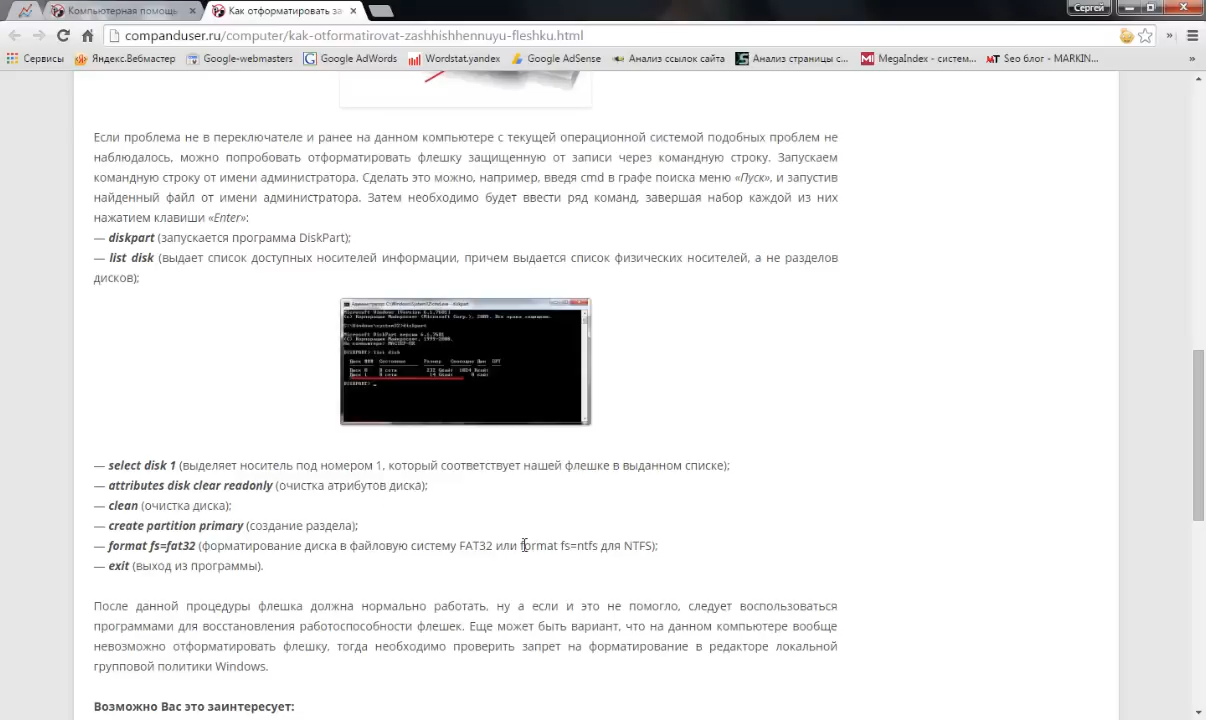 Компьютерная помощь
Как отформатировать за
Сергей
companduser.ru/computer/kak-otformatirovat-zashhishhennuyu-fleshku.html
Сервисы Яндекс.Вебмастер Google-webmasters Google AdWords Wordstat.yandex Google AdSense Анализ ссылок сайта Анализ страницы с... MegaIndex - систем... Seo блог - MARKIN...
Если проблема не в переключателе и ранее на данном компьютере с текущей операционной системой подобных проблем не
наблюдалось, можно попробовать отформатировать флешку защищенную от записи через командную строку. Запускаем
командную строку от имени администратора. Сделать это можно, например, введя cmd в графе поиска меню «Пуск», и запустив
найденный файл от имени администратора. Затем необходимо будет ввести ряд команд, завершая набор каждой из них
нажатием клавиши «Enter»:
— diskpart (запускается программа DiskPart);
— list disk (выдает список доступных носителей информации, причем выдается список физических носителей, а не разделов
дисков);
— select disk 1 (выделяет носитель под номером 1, который соответствует нашей флешке в выданном списке);
— attributes disk clear readonly (очистка атрибутов диска);
— clean (очистка диска);
— create partition primary (создание раздела);
— format fs=fat32 (форматирование диска в файловую систему FAT32 или format fs=ntfs для NTFS);
— exit (выход из программы).
После данной процедуры флешка должна нормально работать, ну а если и это не помогло, следует воспользоваться
программами для восстановления работоспособности флешек. Еще может быть вариант, что на данном компьютере вообще
невозможно отформатировать флешку, тогда необходимо проверить запрет на форматирование в редакторе локальной
групповой политики Windows.
Возможно Вас это заинтересует: